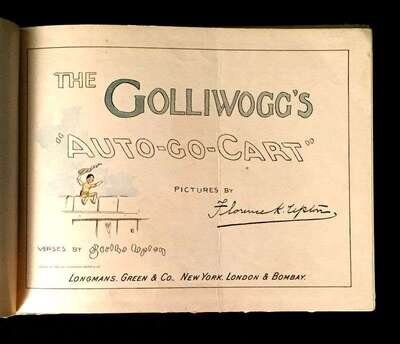 THE
GOLLIWOGG'S
"AUTO-GO-CART"
PICTURES BY
Florence K. Upton.
VERSES BY Bertha Upton
LONGMANS, GREEN & CO. NEW YORK, LONDON & BOMBAY.